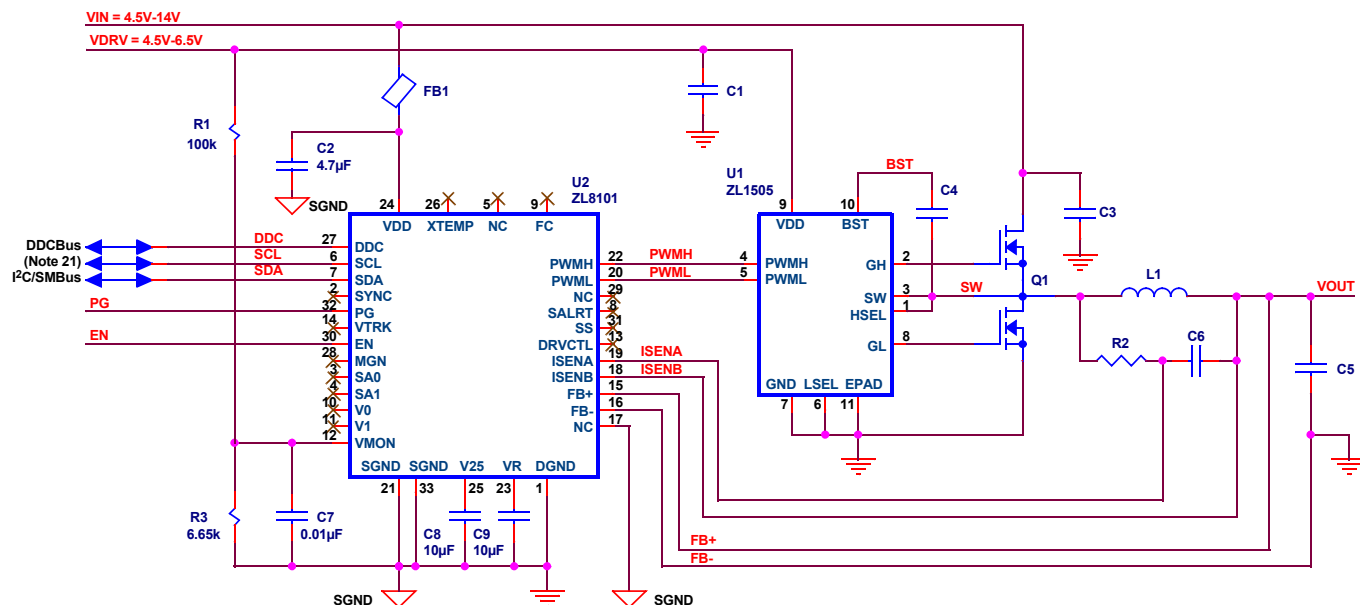 VIN = 4.5V-14V
VDRV = 4.5V-6.5V
FB1
C1
R1
100k
C2
4.7µF
SGND
U2
ZL8101
U1
ZL1505
BST
C4
C3
24
26
5
9
VDD
XTEMP
NC
FC
9
10
VDD
BST
DDCBus
(Note 21)
I²C/SMBus
DDC
SCL
SDA
PG
EN
27
6
7
2
32
14
30
28
3
4
10
11
12
DDC
SCL
SDA
SYNC
PG
VTRK
EN
MGN
SA0
SA1
V0
V1
VMON
PWMH
PWML
NC
SALRT
SS
DRVCTL
ISENA
ISENB
FB+
FB-
NC
22
20
29
8
31
13
19
18
15
16
17
PWMH
PWML
ISENA
ISENB
4
5
PWMH
PWML
GH
SW
HSEL
GL
2
3
1
8
SW
Q1
L1
VOUT
R2
C6
C5
GND
LSEL
EPAD
7
6
11
SGND
SGND
V25
VR
DGND
21
33
25
23
1
R3
6.65k
C7
0.01µF
C8
10µF
C9
10µF
FB+
FB-
SGND
SGND